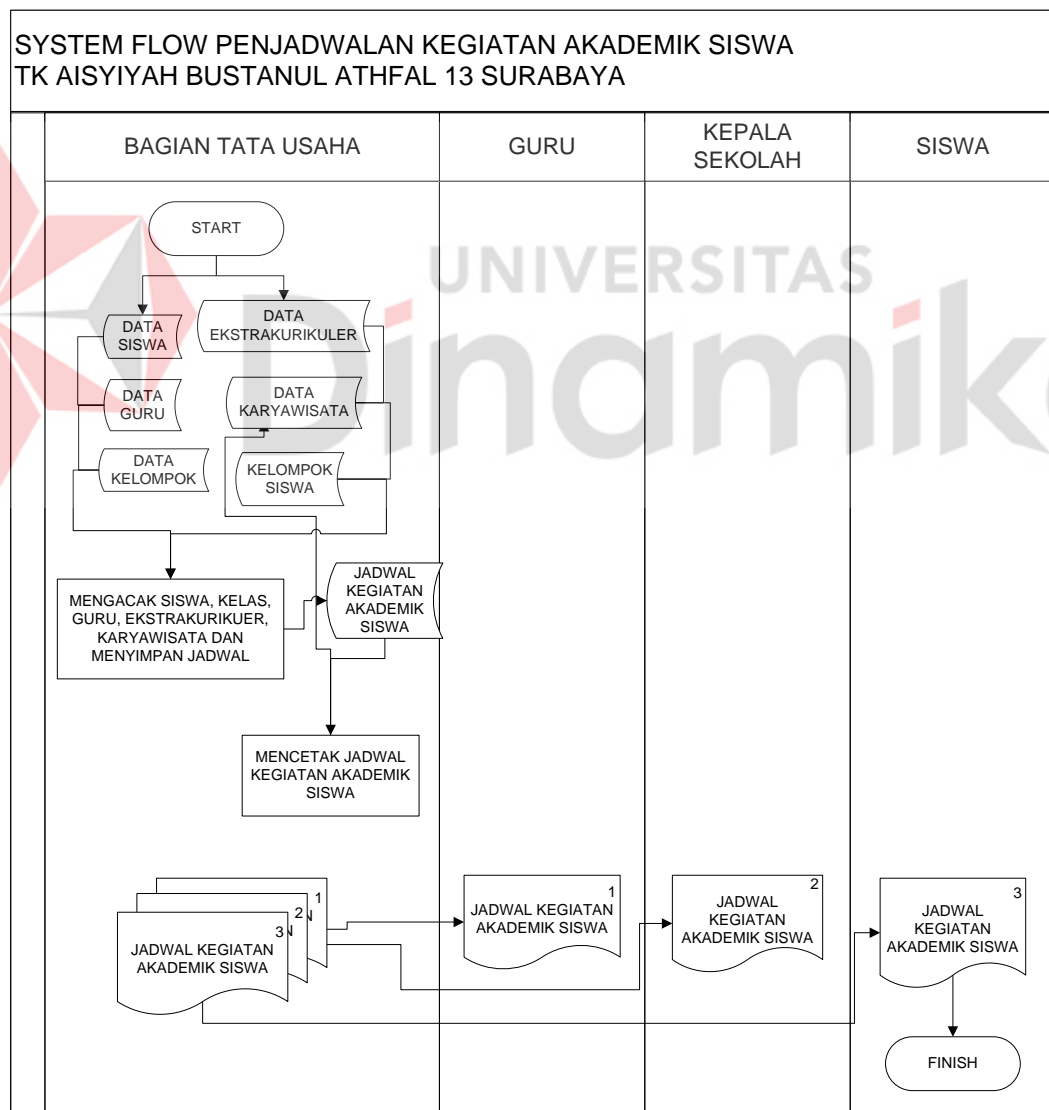 SYSTEM FLOW PENJADWALAN KEGIATAN AKADEMIK SISWA
TK AISYIYAH BUSTANUL ATHFAL 13 SURABAYA
BAGIAN TATA USAHA
GURU
KEPALA
SEKOLAH
SISWA
UNIVERSITAS
Dinamika
START
DATA
SISWA
DATA
EKSTRAKURIKULER
DATA
GURU
DATA
KARYAWISATA
DATA
KELOMPOK
KELOMPOK
SISWA
MENGACAK SISWA, KELAS,
GURU, EKSTRAKURIKUER,
KARYAWISATA DAN
MENYIMPAN JADWAL
JADWAL
KEGIATAN
AKADEMIK
SISWA
MENCETAK JADWAL
KEGIATAN AKADEMIK
SISWA
1
N
2
N
3
JADWAL KEGIATAN
AKADEMIK SISWA
1
JADWAL KEGIATAN
AKADEMIK SISWA
2
JADWAL
KEGIATAN
AKADEMIK SISWA
3
JADWAL
KEGIATAN
AKADEMIK SISWA
FINISH